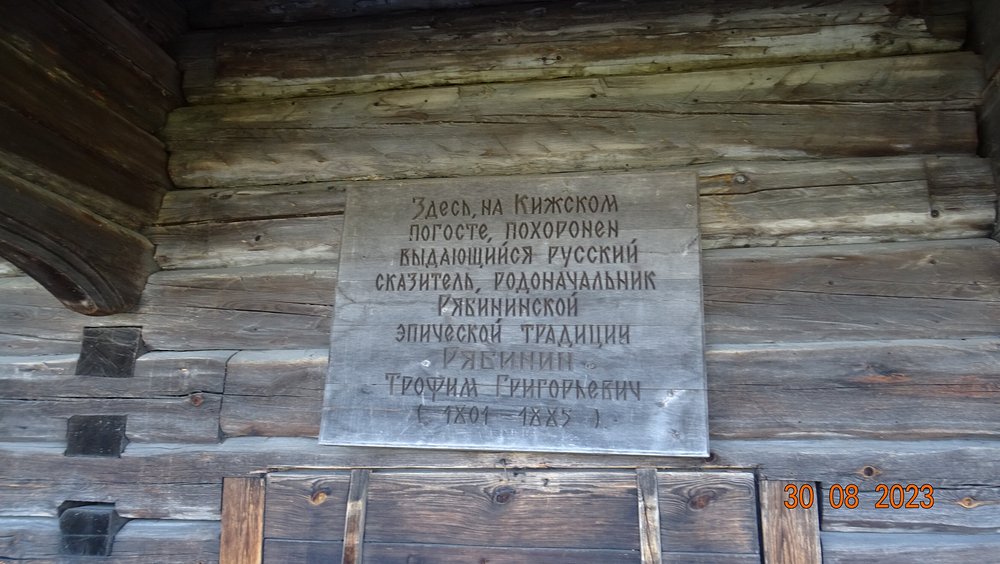 Здесь, на Кижском
погосте, похоронен
выдающийся русский
сказитель, родоначальник
Рябининской
эпической традиции
Рябинин
Трофим Григоркевич
( 1801 – 1885 )
30 08 2023